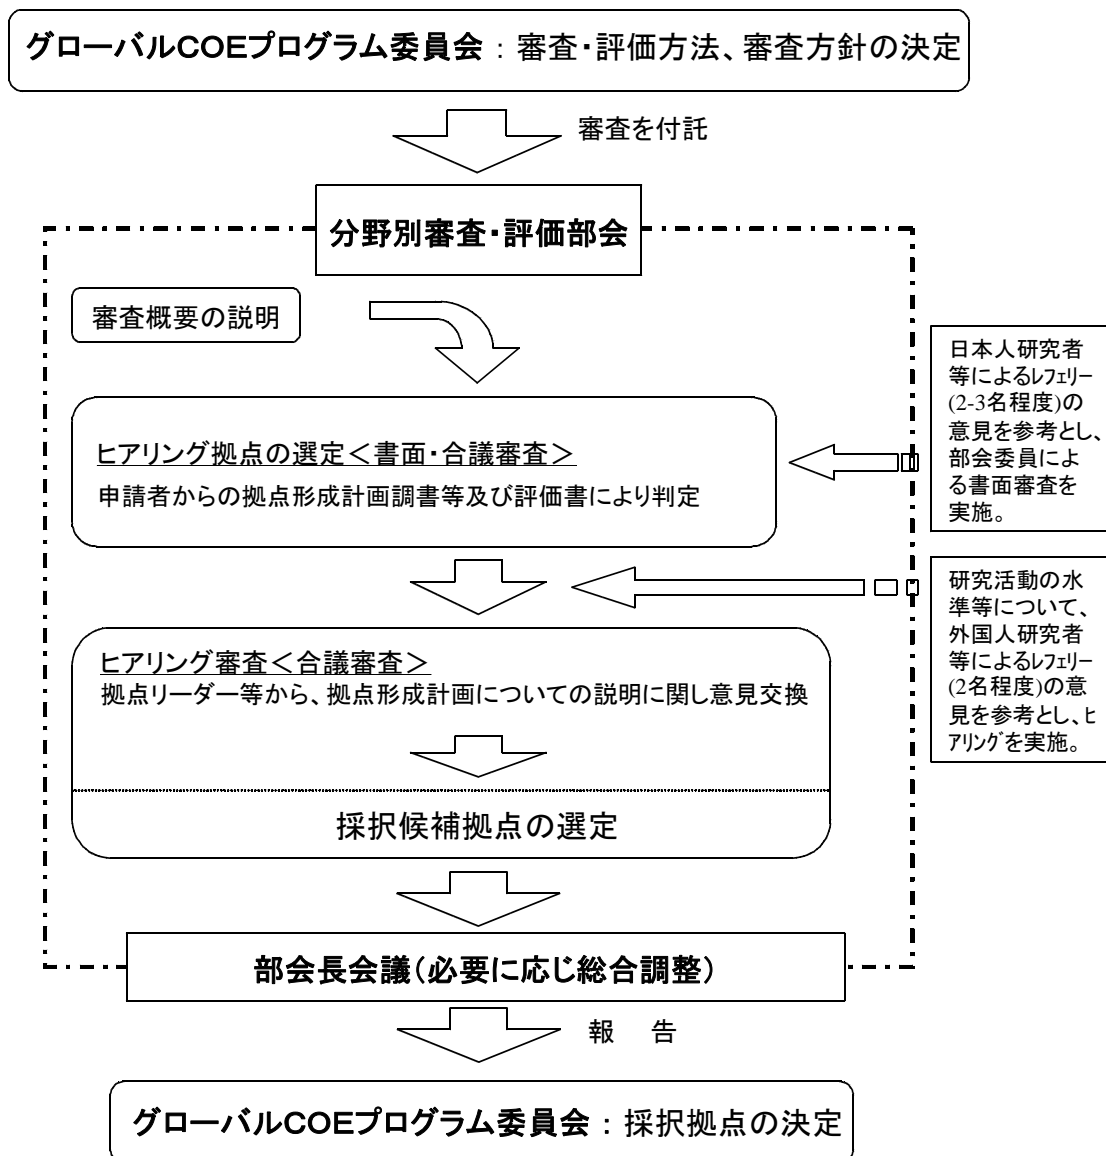 グローバルCOEプログラム委員会：審査・評価方法、審査方針の決定
審査を付託
分野別審査・評価部会
審査概要の説明
ヒアリング拠点の選定＜書面・合議審査＞
申請者からの拠点形成計画調書等及び評価書により判定
日本人研究者
等によるﾚﾌｪﾘｰ
(2-3名程度)の
意見を参考とし、
部会委員によ
る書面審査を
実施。
研究活動の水
準等について、
外国人研究者
等によるﾚﾌｪﾘｰ
(2名程度)の意
見を参考とし、ﾋ
ｱﾘﾝｸﾞを実施。
ヒアリング審査＜合議審査＞
拠点リーダー等から、拠点形成計画についての説明に関し意見交換
採択候補拠点の選定
部会長会議（必要に応じ総合調整）
報　告
グローバルCOEプログラム委員会：採択拠点の決定